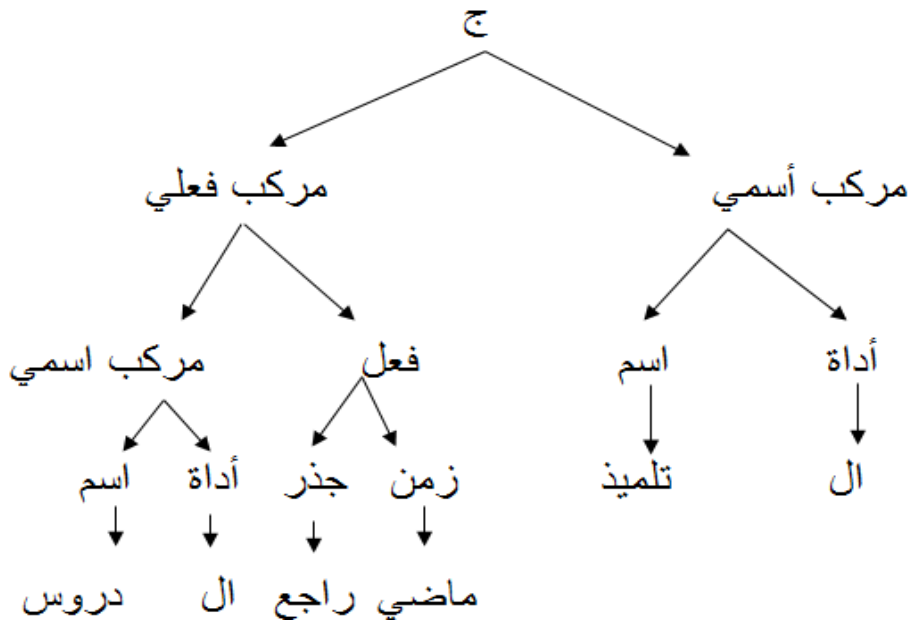 ج
مركب أسمي مركب فعلي
أداة اسم فعل مركب اسمي
ال تلميذ زمن جذر أداة اسم
ماضي راجع ال دروس